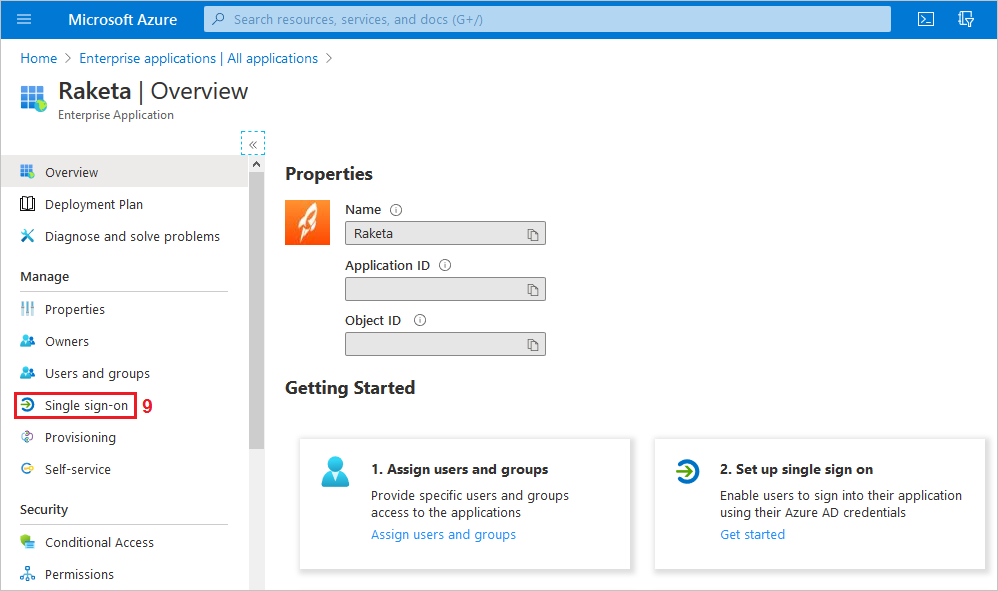 Microsoft Azure
Search resources, services, and docs (G+/)
Home > Enterprise applications | All applications >
Raketa | Overview
Enterprise Application
«
Overview
Deployment Plan
Diagnose and solve problems
Manage
Properties
Owners
Users and groups
Single sign-on 9
Provisioning
Self-service
Security
Conditional Access
Permissions
Properties
Name
Raketa
Application ID
Object ID
Getting Started
1. Assign users and groups
Provide specific users and groups
access to the applications
Assign users and groups
2. Set up single sign on
Enable users to sign into their application
using their Azure AD credentials
Get started